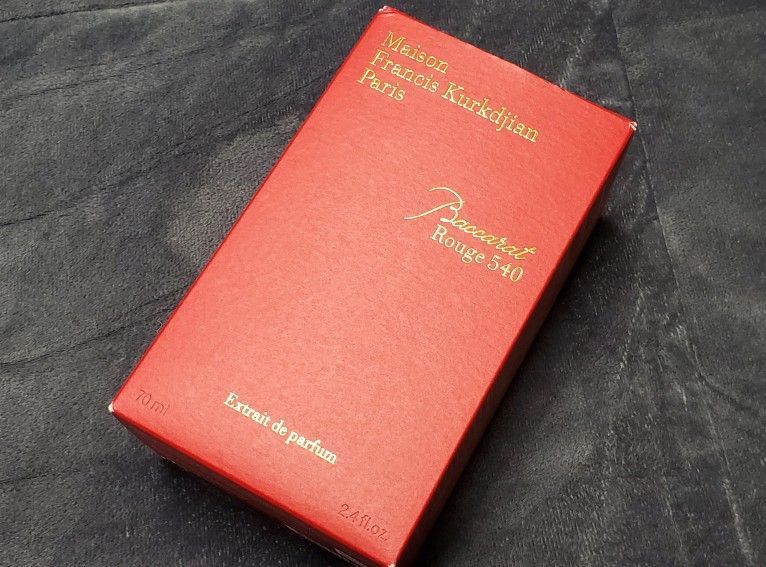 Maison
Francis Kurkdjian
Paris
Baccarat
Rouge 540
Extrait de parfum
70 ml
2.4 fl.oz.